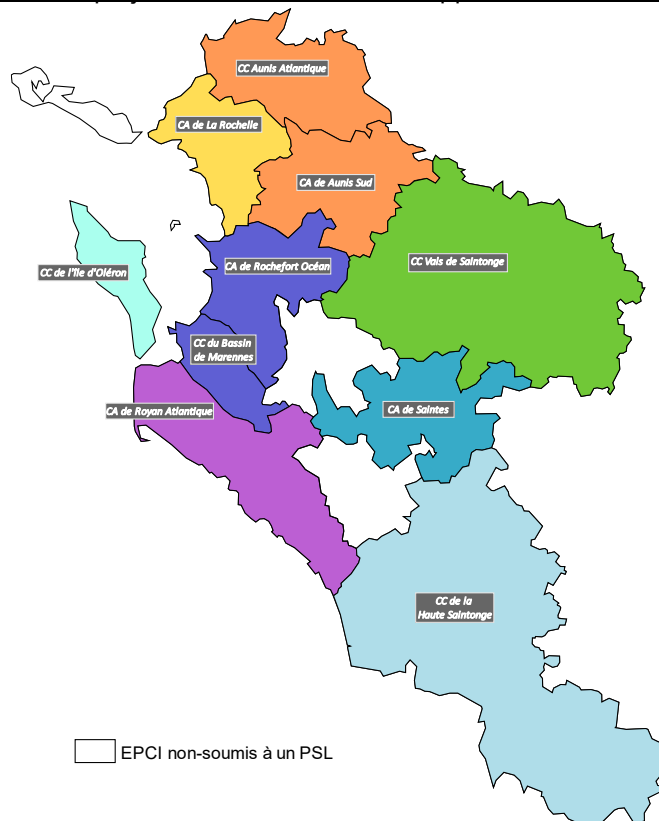 CC Aunis Atlantique
CA de La Rochelle
CA de Aunis Sud
CC Vals de Saintonge
CA de Rochefort Océan
CC de l'île d'Oléron
CC du Bassin
de Marennes
CA de Royan Atlantique
CA de Saintes
CC de la
Haute Saintonge
EPCI non-soumis à un PSL